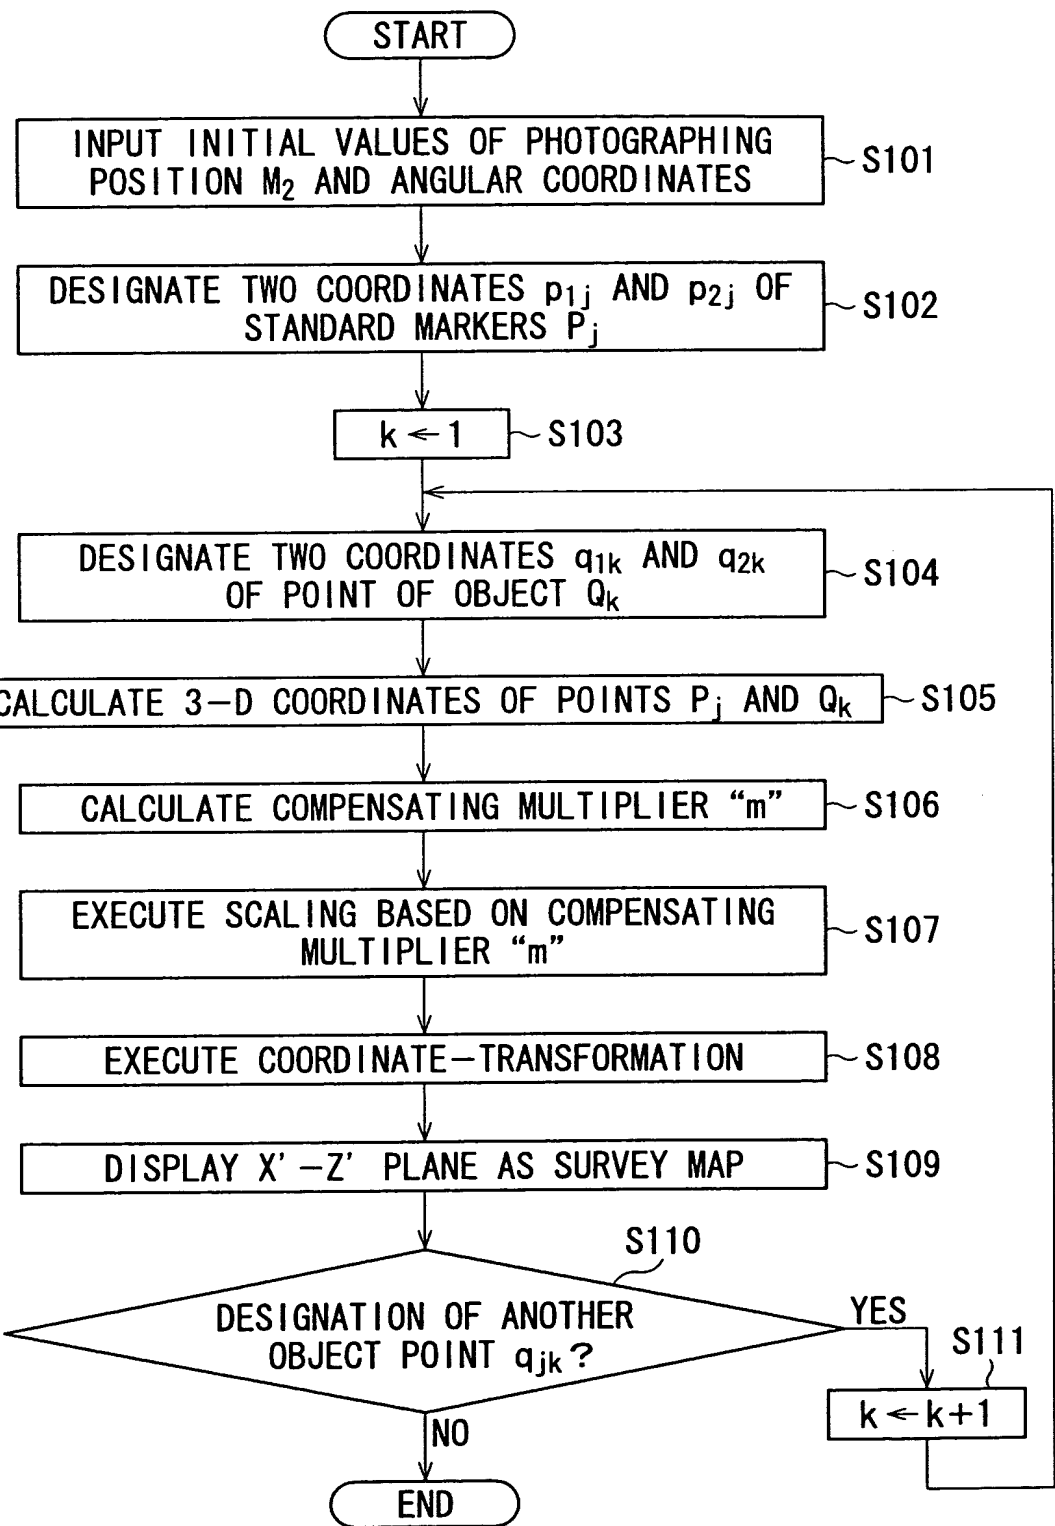 START
INPUT INITIAL VALUES OF PHOTOGRAPHING
POSITION M₂ AND ANGULAR COORDINATES
S101
DESIGNATE TWO COORDINATES p₁ⱼ AND p₂ⱼ OF
STANDARD MARKERS Pⱼ
S102
k ← 1
S103
DESIGNATE TWO COORDINATES q₁ₖ AND q₂ₖ
OF POINT OF OBJECT Qₖ
S104
CALCULATE 3-D COORDINATES OF POINTS Pⱼ AND Qₖ
S105
CALCULATE COMPENSATING MULTIPLIER “m”
S106
EXECUTE SCALING BASED ON COMPENSATING
MULTIPLIER “m”
S107
EXECUTE COORDINATE-TRANSFORMATION
S108
DISPLAY X'-Z' PLANE AS SURVEY MAP
S109
S110
DESIGNATION OF ANOTHER
OBJECT POINT qⱼₖ?
YES
S111
k ← k+1
NO
END